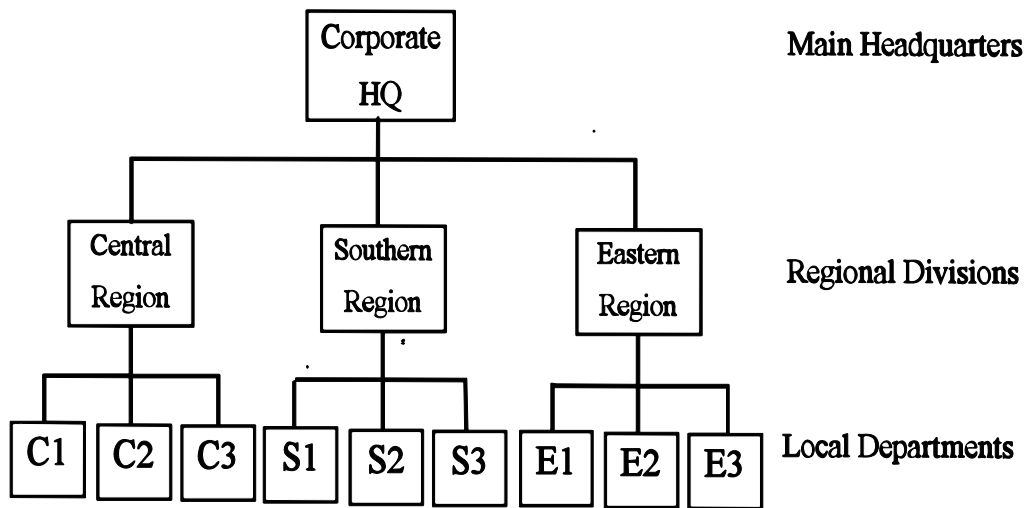 Corporate
HQ
Main Headquarters
Central
Region
Southern
Region
Eastern
Region
Regional Divisions
C1
C2
C3
S1
S2
S3
E1
E2
E3
Local Departments